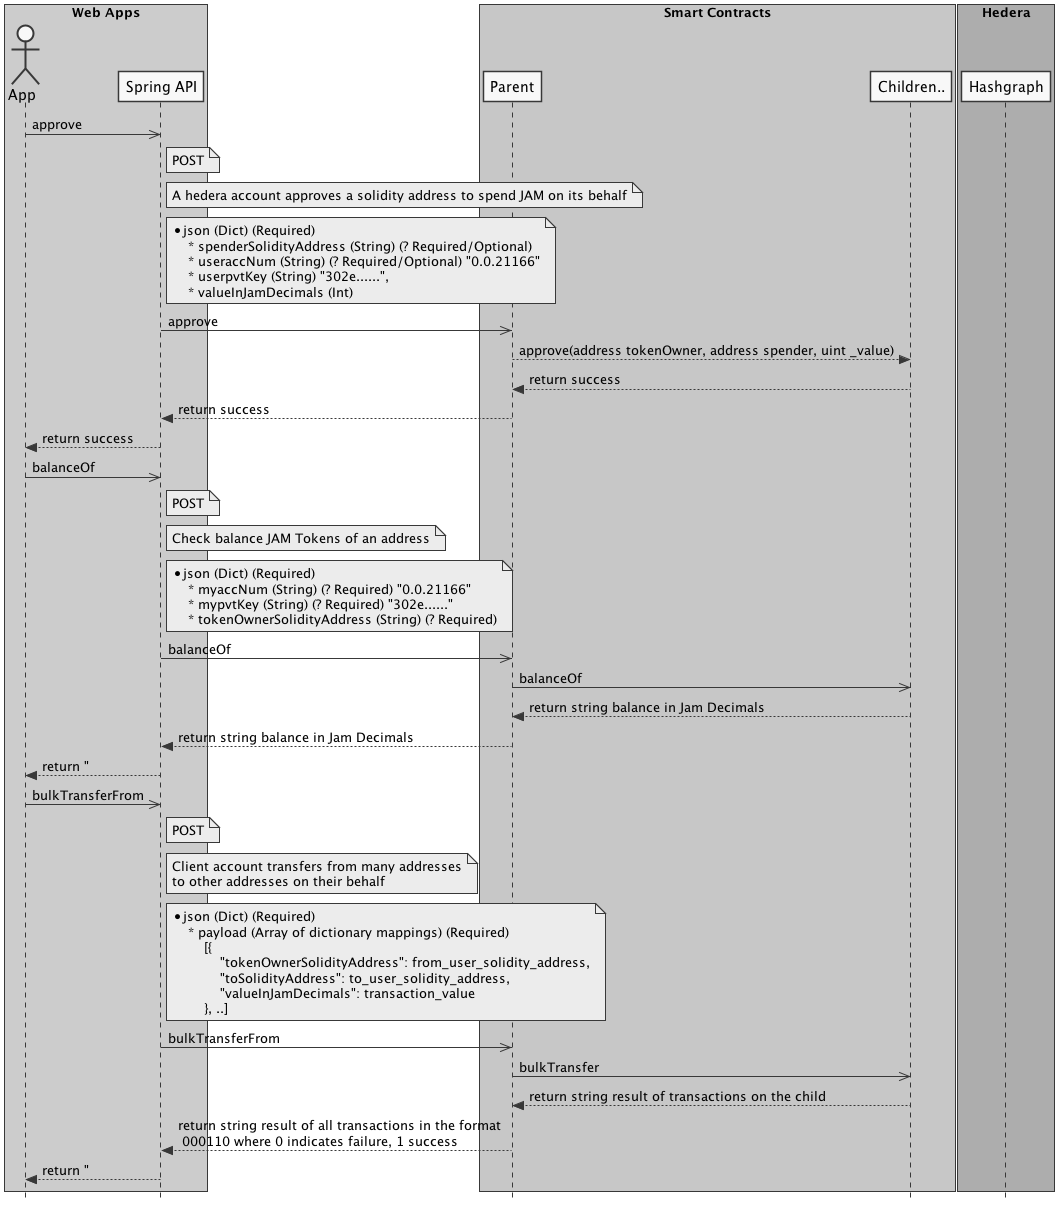 Web Apps
Smart Contracts
Hedera
App
Spring API
Parent
Children..
Hashgraph
approve
POST
A hedera account approves a solidity address to spend JAM on its behalf
• json (Dict) (Required)
* spenderSolidityAddress (String) (? Required/Optional)
* useraccNum (String) (? Required/Optional) "0.0.21166"
* userpvtKey (String) "302e......",
* valueInJamDecimals (Int)
approve
approve(address tokenOwner, address spender, uint _value)
return success
return success
return success
balanceOf
POST
Check balance JAM Tokens of an address
• json (Dict) (Required)
* myaccNum (String) (? Required) "0.0.21166"
* mypvtKey (String) (? Required) "302e......"
* tokenOwnerSolidityAddress (String) (? Required)
balanceOf
balanceOf
return string balance in Jam Decimals
return string balance in Jam Decimals
return "
bulkTransferFrom
POST
Client account transfers from many addresses
to other addresses on their behalf
• json (Dict) (Required)
* payload (Array of dictionary mappings) (Required)
[{
"tokenOwnerSolidityAddress": from_user_solidity_address,
"toSolidityAddress": to_user_solidity_address,
"valueInJamDecimals": transaction_value
}, ..]
bulkTransferFrom
bulkTransfer
return string result of transactions on the child
return string result of all transactions in the format
000110 where 0 indicates failure, 1 success
return "